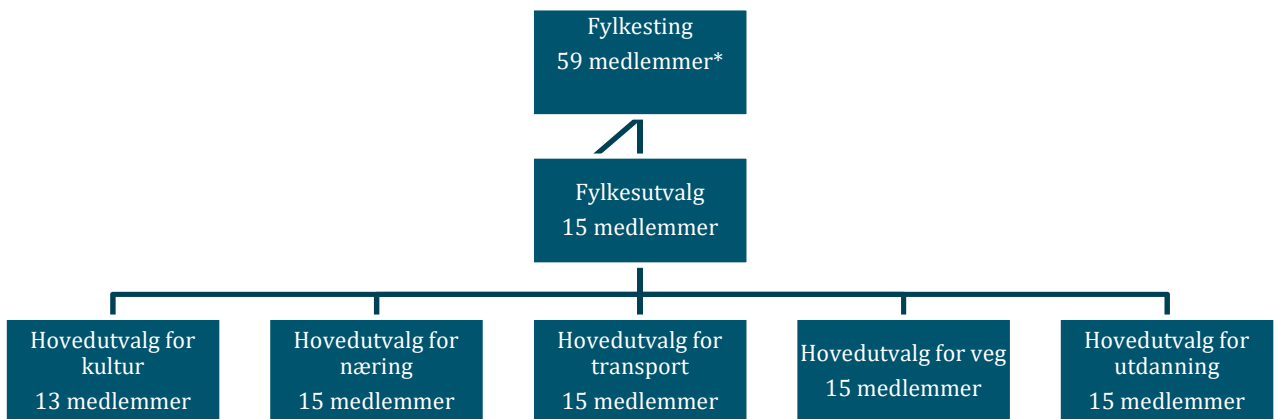 Fylkesting
59 medlemmer*
Fylkesutvalg
15 medlemmer
Hovedutvalg for
kultur
13 medlemmer
Hovedutvalg for
næring
15 medlemmer
Hovedutvalg for
transport
15 medlemmer
Hovedutvalg for veg
15 medlemmer
Hovedutvalg for
utdanning
15 medlemmer